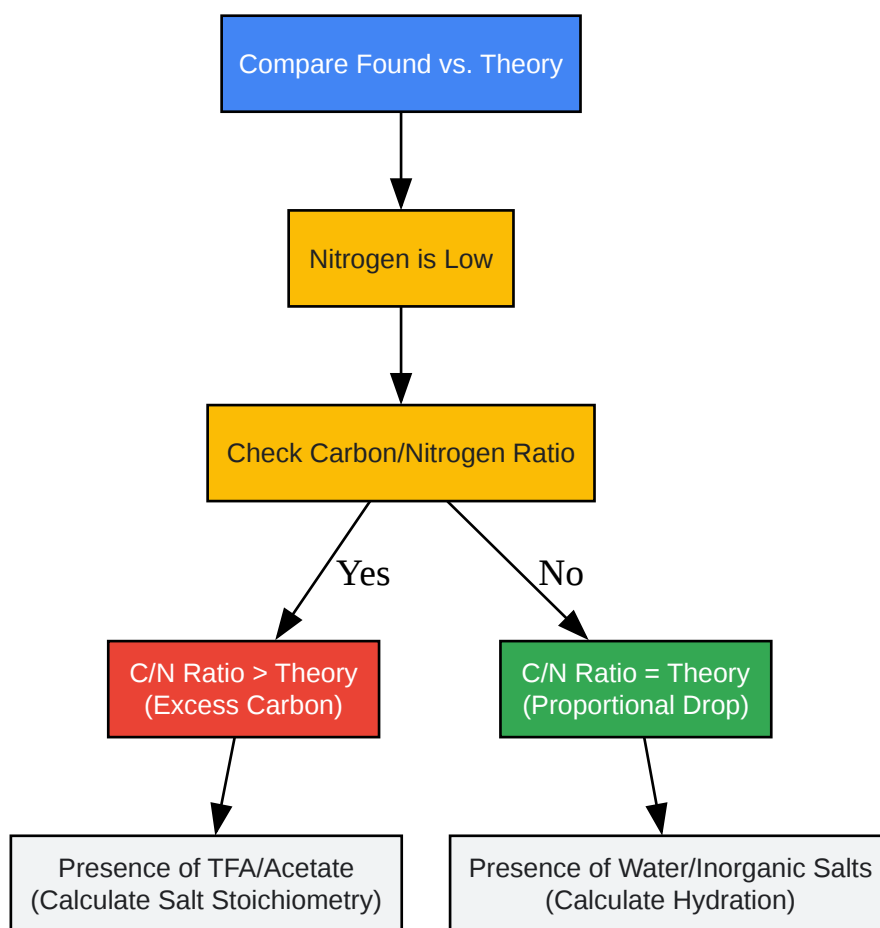 Compare Found vs. Theory
Nitrogen is Low
Check Carbon/Nitrogen Ratio
Yes
No
C/N Ratio > Theory
(Excess Carbon)
C/N Ratio = Theory
(Proportional Drop)
Presence of TFA/Acetate
(Calculate Salt Stoichiometry)
Presence of Water/Inorganic Salts
(Calculate Hydration)